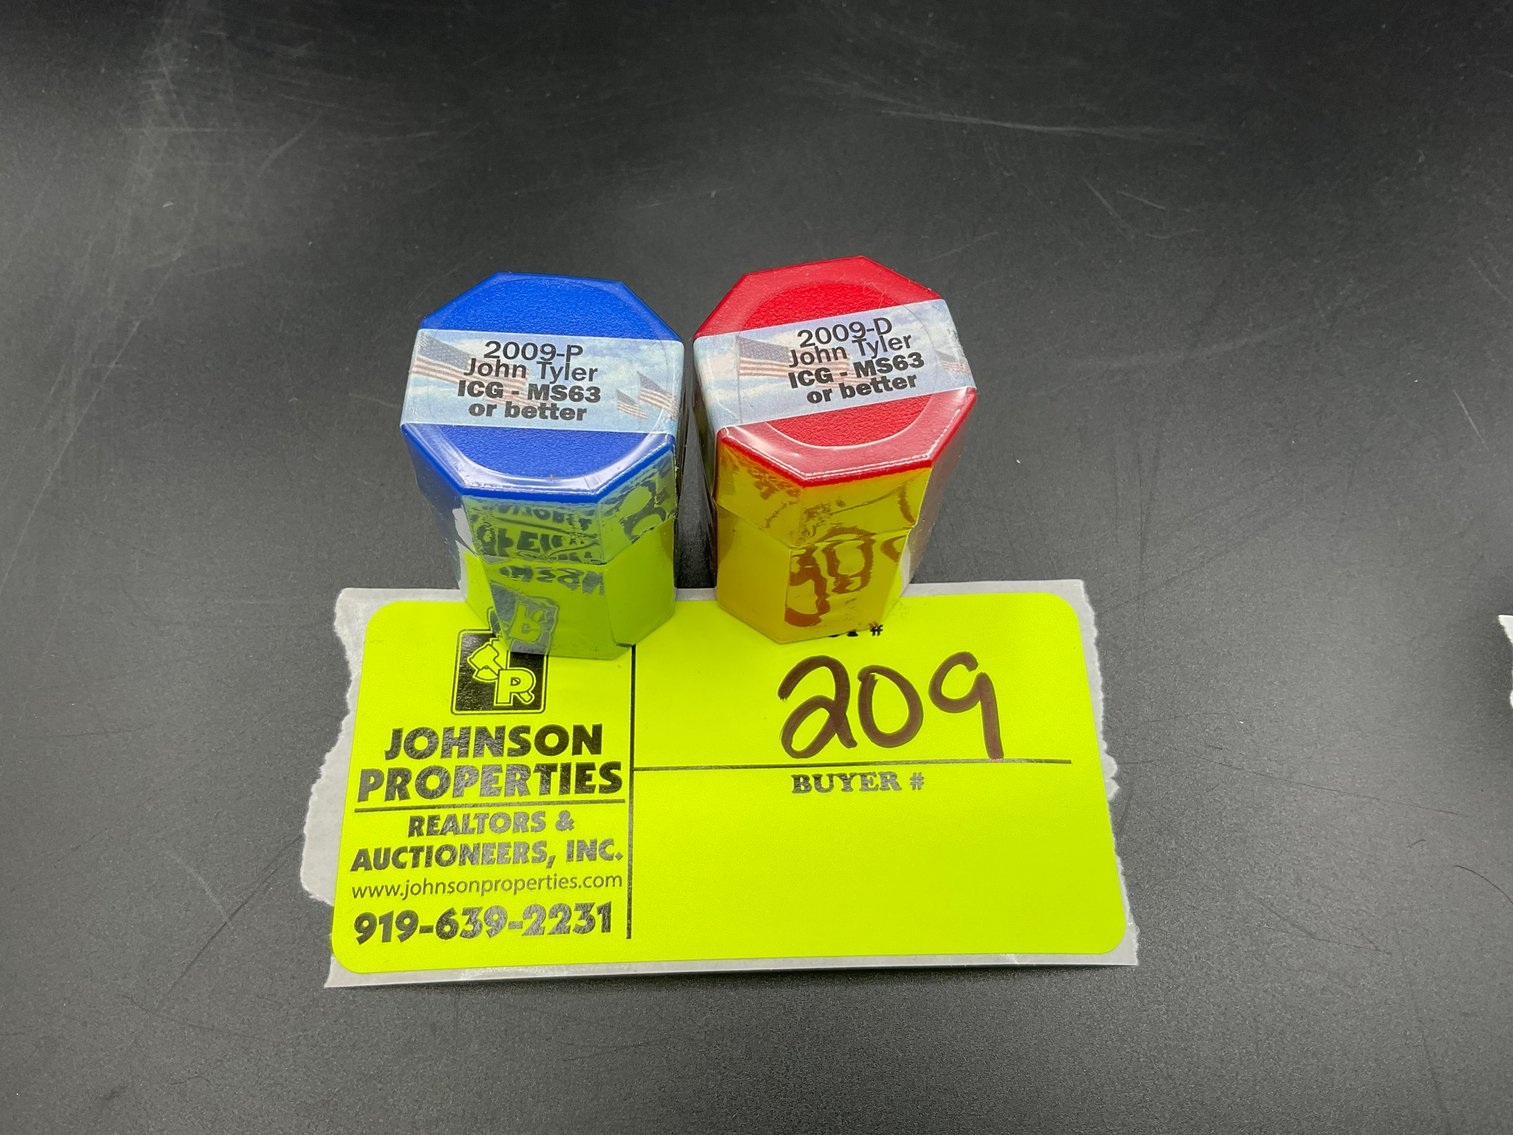 2009-P
John Tyler
ICG - MS63
or better
2009-D
John Tyler
ICG - MS63
or better
R
JOHNSON
PROPERTIES
REALTORS &
AUCTIONEERS, INC.
www.johnsonproperties.com
919-639-2231
#
209
BUYER #